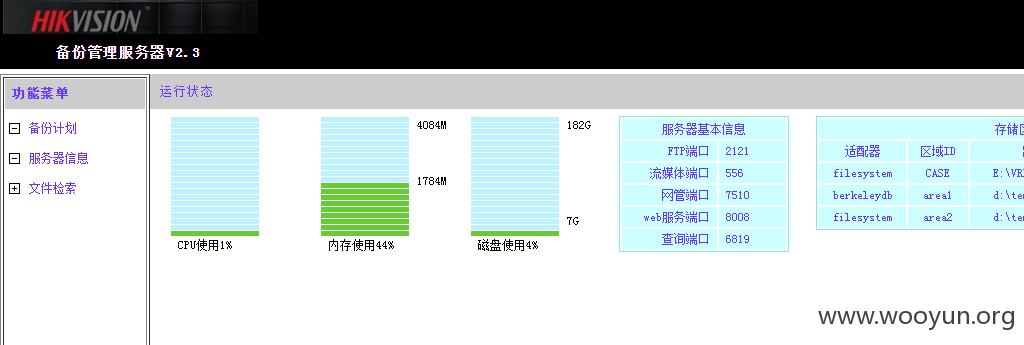 HIKVISION
备份管理服务器V2.3
功能菜单
备份计划
服务器信息
文件检索
运行状态
4084M
1784M
182G
7G
CPU使用1%
内存使用44%
磁盘使用4%
服务器基本信息
FTP端口 2121
流媒体端口 556
网管端口 7510
web服务端口 8008
查询端口 6819
存储区
适配器 区域ID
filesystem CASE E:\VR
berkeleydb area1 d:\te
filesystem area2 d:\te
www.wooyun.org